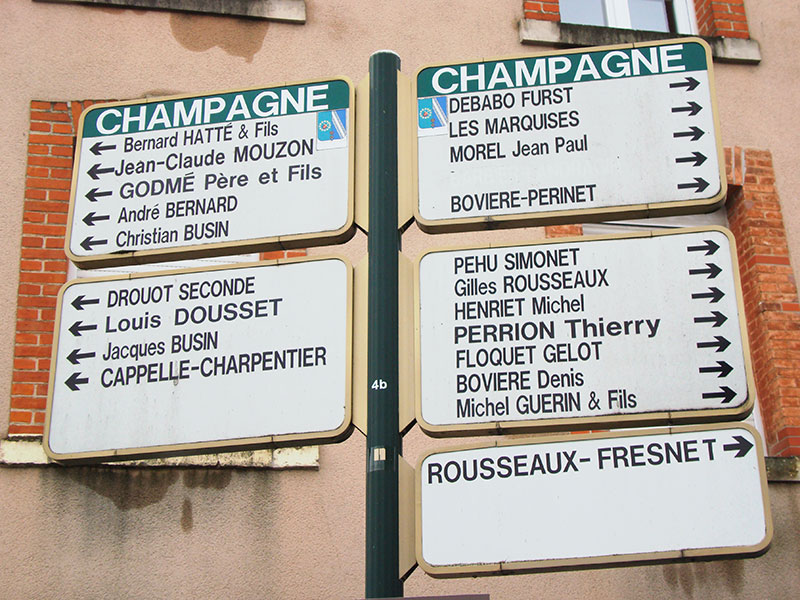 CHAMPAGNE
Bernard HATTÉ & Fils
Jean-Claude MOUZON
GODMÉ Père et Fils
André BERNARD
Christian BUSIN
DROUOT SECONDE
Louis DOUSSET
Jacques BUSIN
CAPPELLE-CHARPENTIER
4b
CHAMPAGNE
DEBABO FURST
LES MARQUISES
MOREL Jean Paul
BOVIERE-PERINET
PEHU SIMONET
Gilles ROUSSEAUX
HENRIET Michel
PERRION Thierry
FLOQUET GELOT
BOVIERE Denis
Michel GUERIN & Fils
ROUSSEAUX-FRESNET